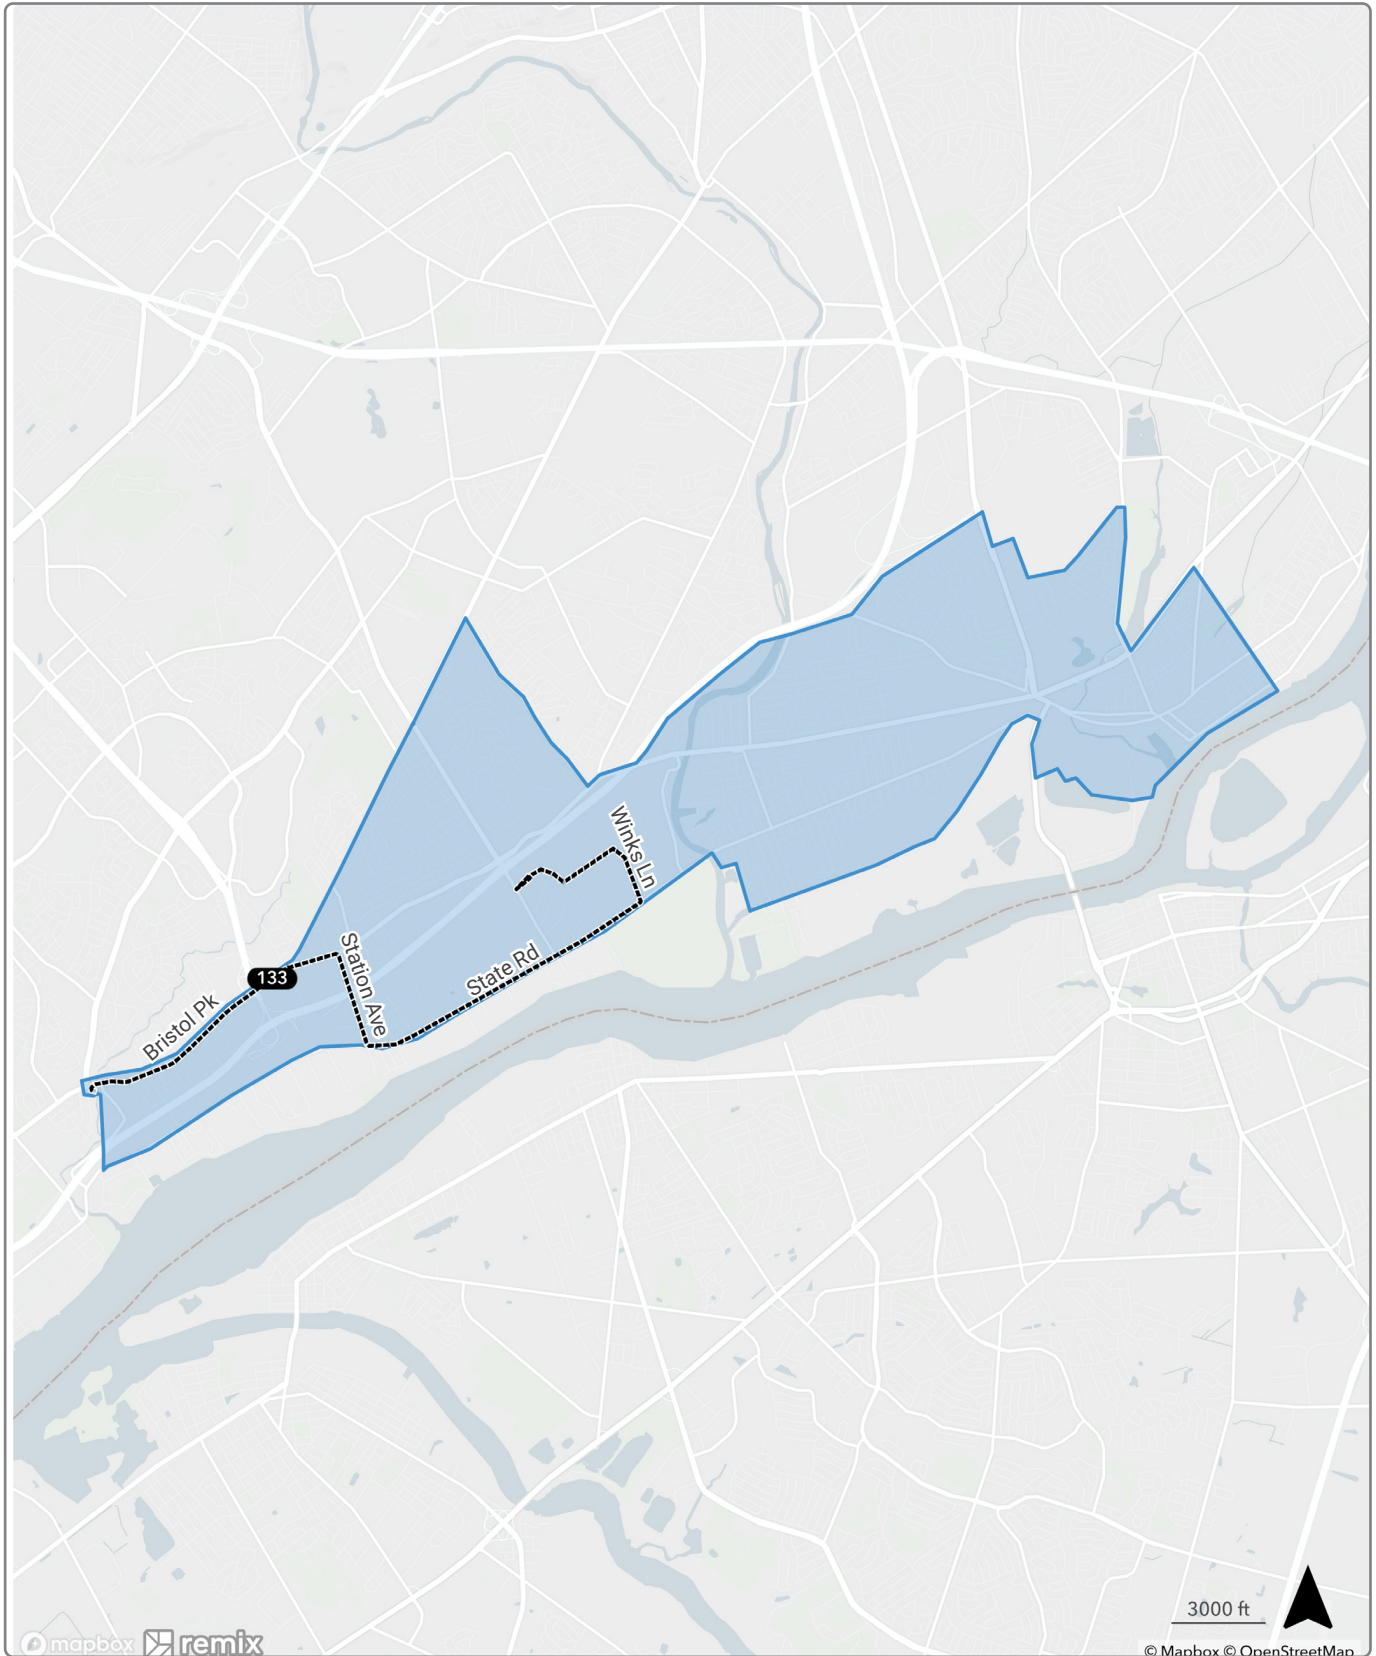 Winks Ln
Station Ave
State Rd
133
Bristol Pk
3000 ft
mapbox remix
© Mapbox © OpenStreetMap